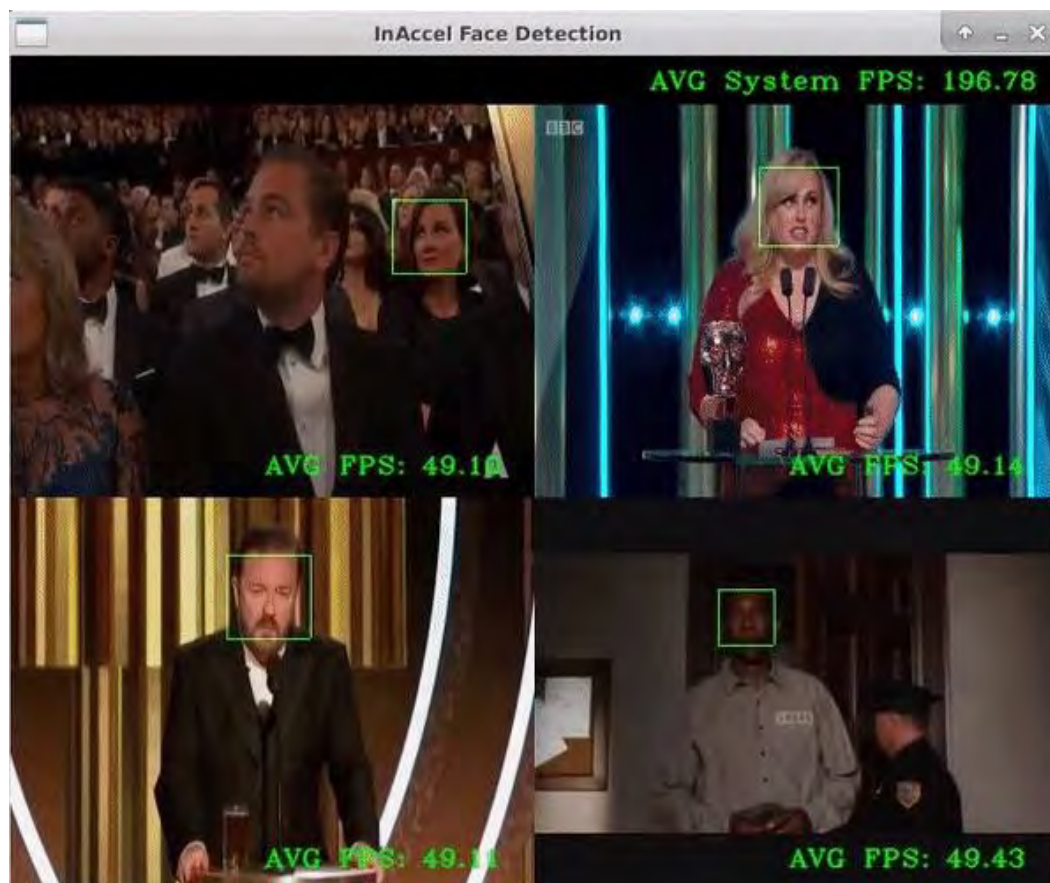 InAccel Face Detection
AVG System FPS: 196.78
BBC
AVG FPS: 49.10
AVG FPS: 49.14
AVG FPS: 49.11
AVG FPS: 49.43